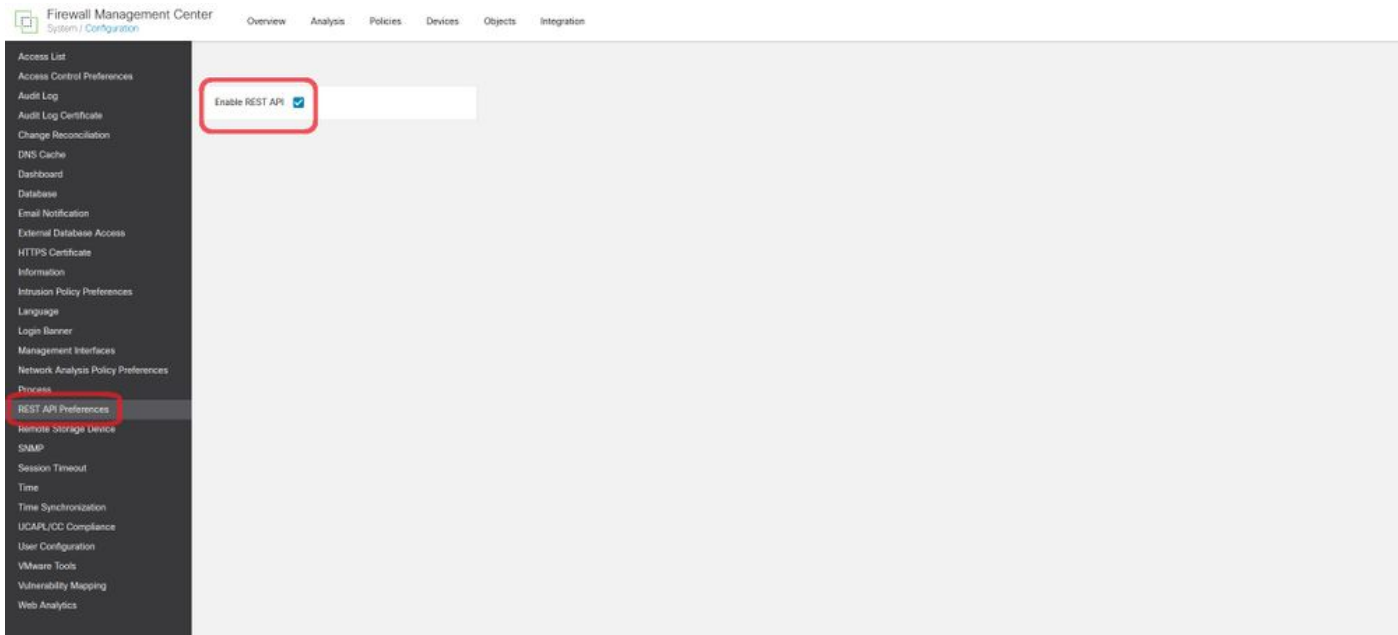 Firewall Management Center
System / Configuration
Overview Analysis Policies Devices Objects Integration
Access List
Access Control Preferences
Audit Log
Audit Log Certificate
Change Reconciliation
DNS Cache
Dashboard
Database
Email Notification
External Database Access
HTTPS Certificate
Information
Intrusion Policy Preferences
Language
Login Banner
Management Interfaces
Network Analysis Policy Preferences
Process
REST API Preferences
Remote Storage Device
SNMP
Session Timeout
Time
Time Synchronization
UCAPL/CC Compliance
User Configuration
VMware Tools
Vulnerability Mapping
Web Analytics
Enable REST API